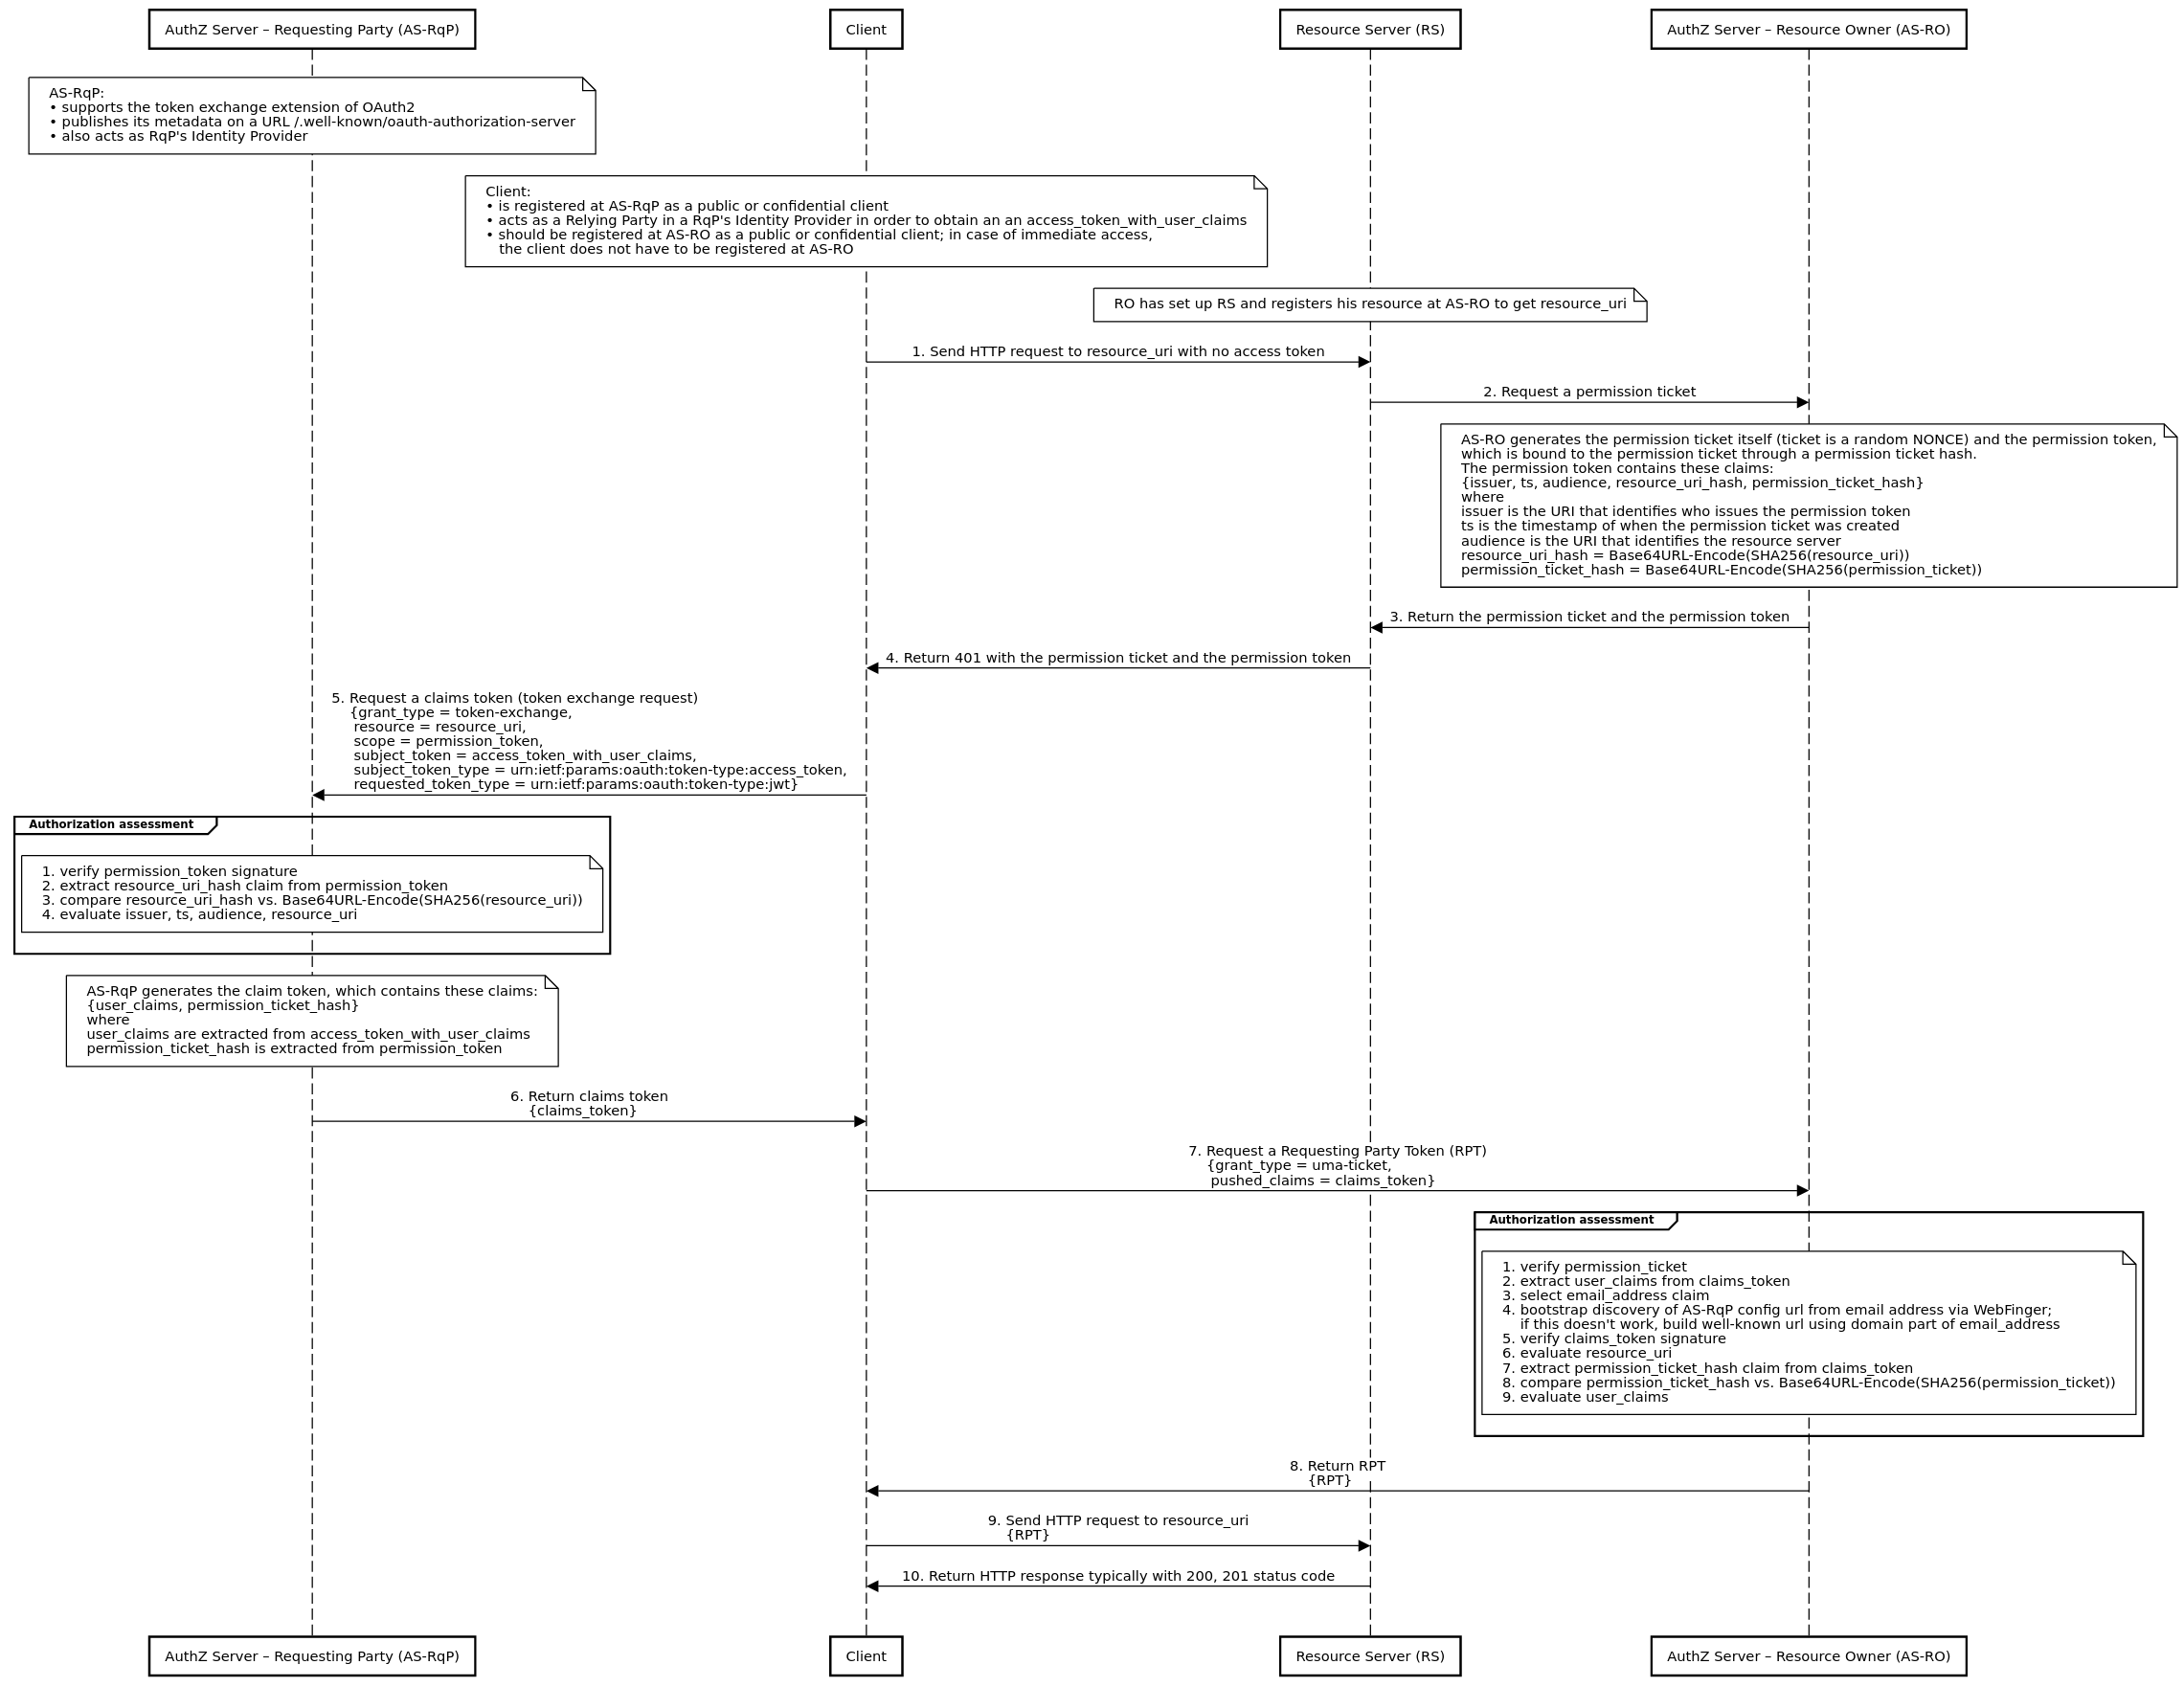 AuthZ Server – Requesting Party (AS-RqP)
Client
Resource Server (RS)
AuthZ Server – Resource Owner (AS-RO)
AS-RqP:
• supports the token exchange extension of OAuth2
• publishes its metadata on a URL /.well-known/oauth-authorization-server
• also acts as RqP's Identity Provider
Client:
• is registered at AS-RqP as a public or confidential client
• acts as a Relying Party in a RqP's Identity Provider in order to obtain an an access_token_with_user_claims
• should be registered at AS-RO as a public or confidential client; in case of immediate access,
the client does not have to be registered at AS-RO
RO has set up RS and registers his resource at AS-RO to get resource_uri
1. Send HTTP request to resource_uri with no access token
2. Request a permission ticket
AS-RO generates the permission ticket itself (ticket is a random NONCE) and the permission token,
which is bound to the permission ticket through a permission ticket hash.
The permission token contains these claims:
{issuer, ts, audience, resource_uri_hash, permission_ticket_hash}
where
issuer is the URI that identifies who issues the permission token
ts is the timestamp of when the permission ticket was created
audience is the URI that identifies the resource server
resource_uri_hash = Base64URL-Encode(SHA256(resource_uri))
permission_ticket_hash = Base64URL-Encode(SHA256(permission_ticket))
3. Return the permission ticket and the permission token
4. Return 401 with the permission ticket and the permission token
5. Request a claims token (token exchange request)
{grant_type = token-exchange,
resource = resource_uri,
scope = permission_token,
subject_token = access_token_with_user_claims,
subject_token_type = urn:ietf:params:oauth:token-type:access_token,
requested_token_type = urn:ietf:params:oauth:token-type:jwt}
Authorization assessment
1. verify permission_token signature
2. extract resource_uri_hash claim from permission_token
3. compare resource_uri_hash vs. Base64URL-Encode(SHA256(resource_uri))
4. evaluate issuer, ts, audience, resource_uri
AS-RqP generates the claim token, which contains these claims:
{user_claims, permission_ticket_hash}
where
user_claims are extracted from access_token_with_user_claims
permission_ticket_hash is extracted from permission_token
6. Return claims token
{claims_token}
7. Request a Requesting Party Token (RPT)
{grant_type = uma-ticket,
pushed_claims = claims_token}
Authorization assessment
1. verify permission_ticket
2. extract user_claims from claims_token
3. select email_address claim
4. bootstrap discovery of AS-RqP config url from email address via WebFinger;
if this doesn't work, build well-known url using domain part of email_address
5. verify claims_token signature
6. evaluate resource_uri
7. extract permission_ticket_hash claim from claims_token
8. compare permission_ticket_hash vs. Base64URL-Encode(SHA256(permission_ticket))
9. evaluate user_claims
8. Return RPT
{RPT}
9. Send HTTP request to resource_uri
{RPT}
10. Return HTTP response typically with 200, 201 status code
AuthZ Server – Requesting Party (AS-RqP)
Client
Resource Server (RS)
AuthZ Server – Resource Owner (AS-RO)